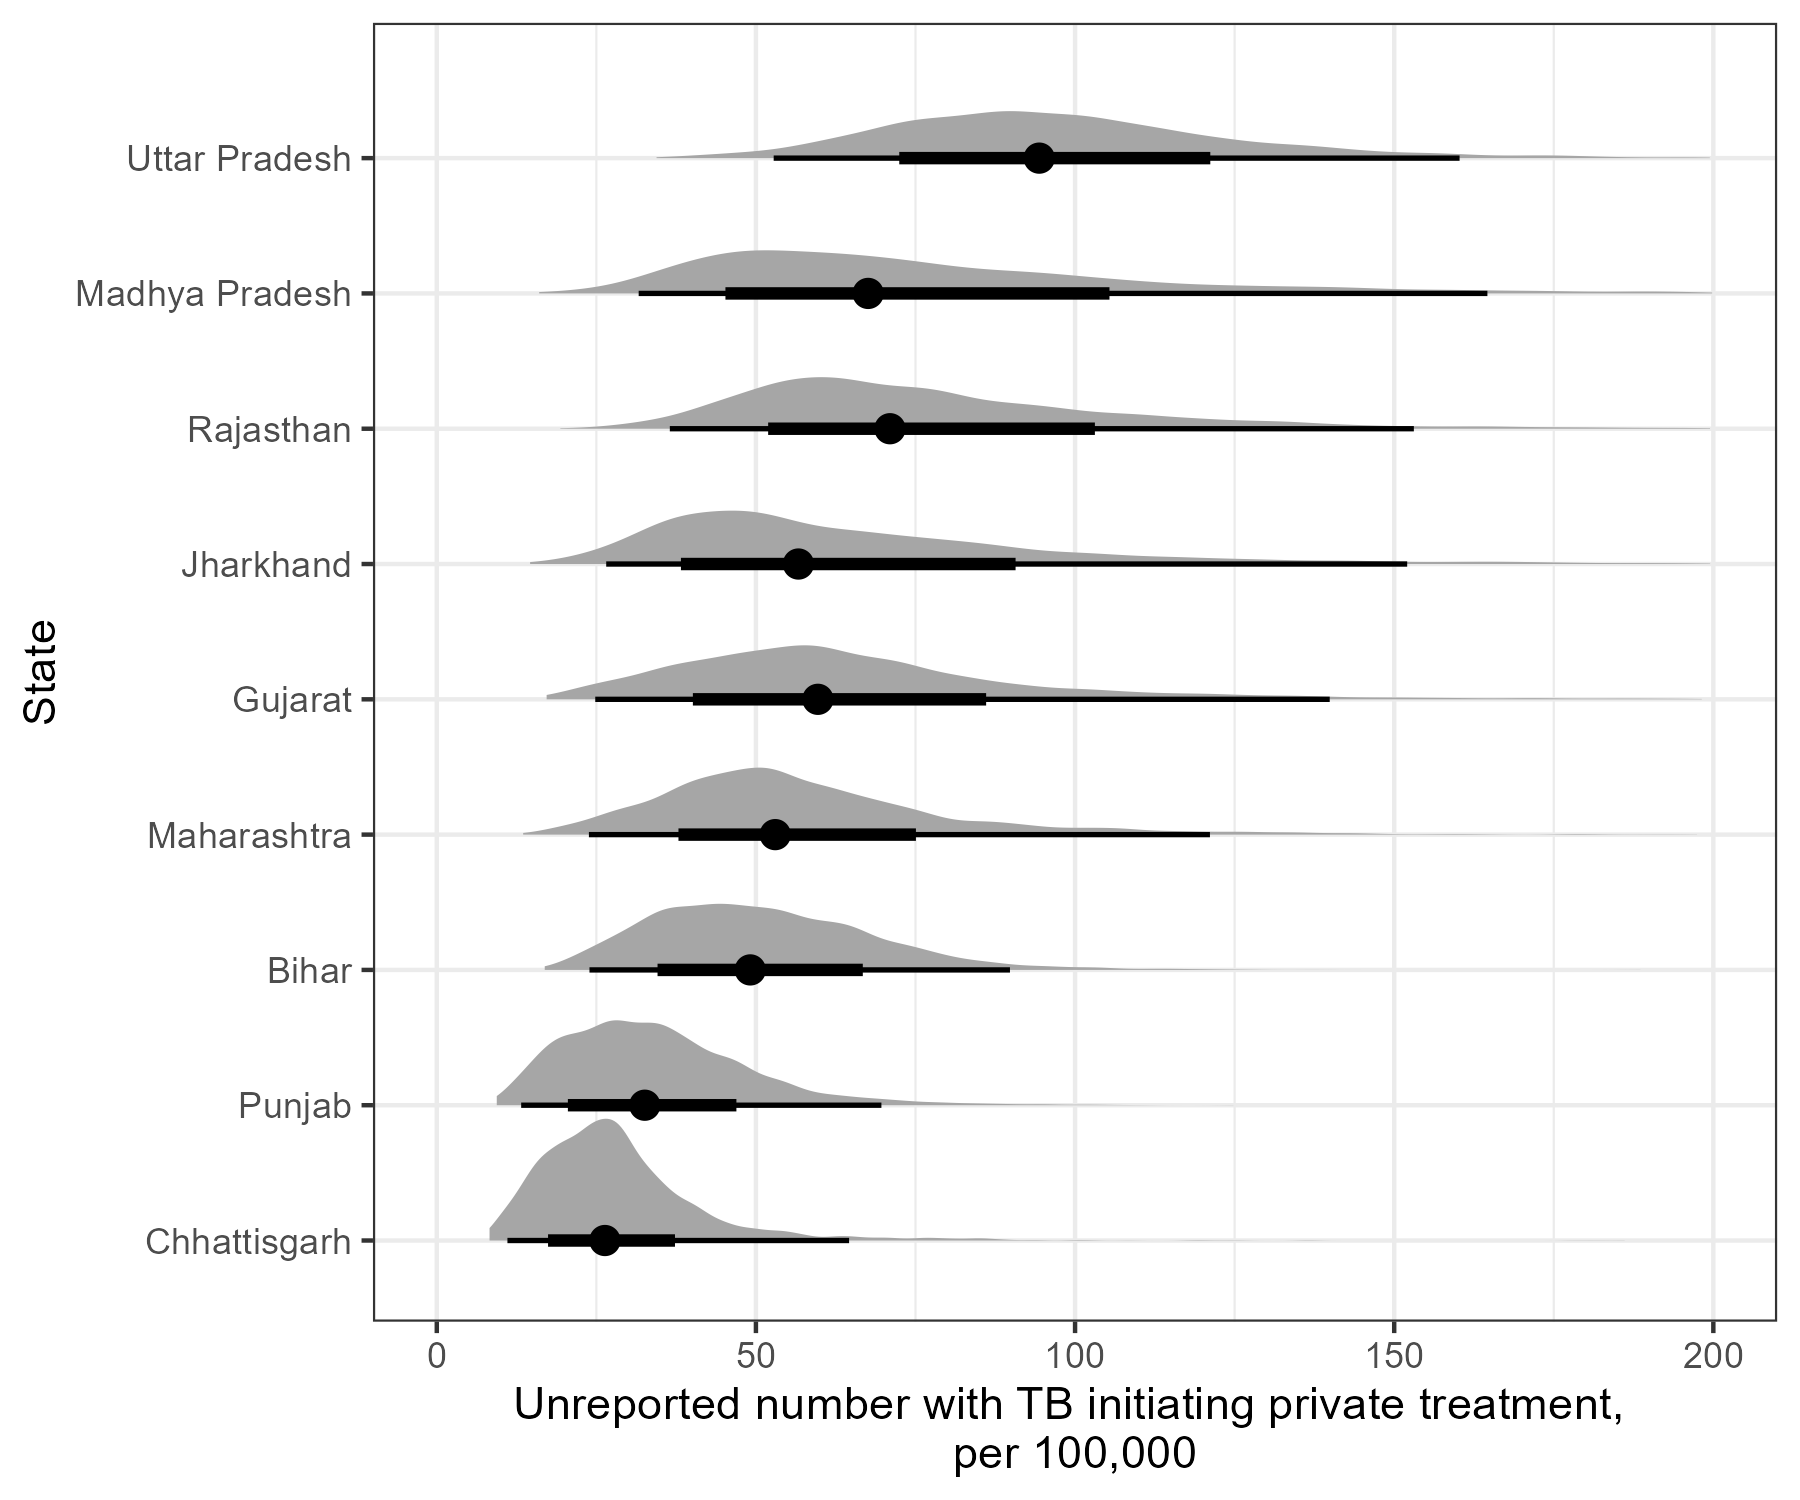 Uttar Pradesh
Madhya Pradesh
Rajasthan
Jharkhand
Gujarat
Maharashtra
Bihar
Punjab
Chhattisgarh
State
0 50 100 150 200
Unreported number with TB initiating private treatment,
per 100,000